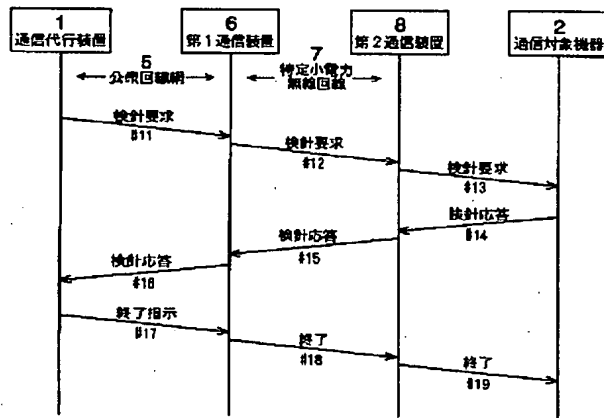 1
通信代行装置
6
第1通信装置
8
第2通信装置
2
通信対象機器
5
公衆回線網
7
特定小電力
無線回線
検針要求
#11
検針要求
#12
検針要求
#13
検針応答
#14
検針応答
#15
検針応答
#16
終了指示
#17
終了
#18
終了
#19